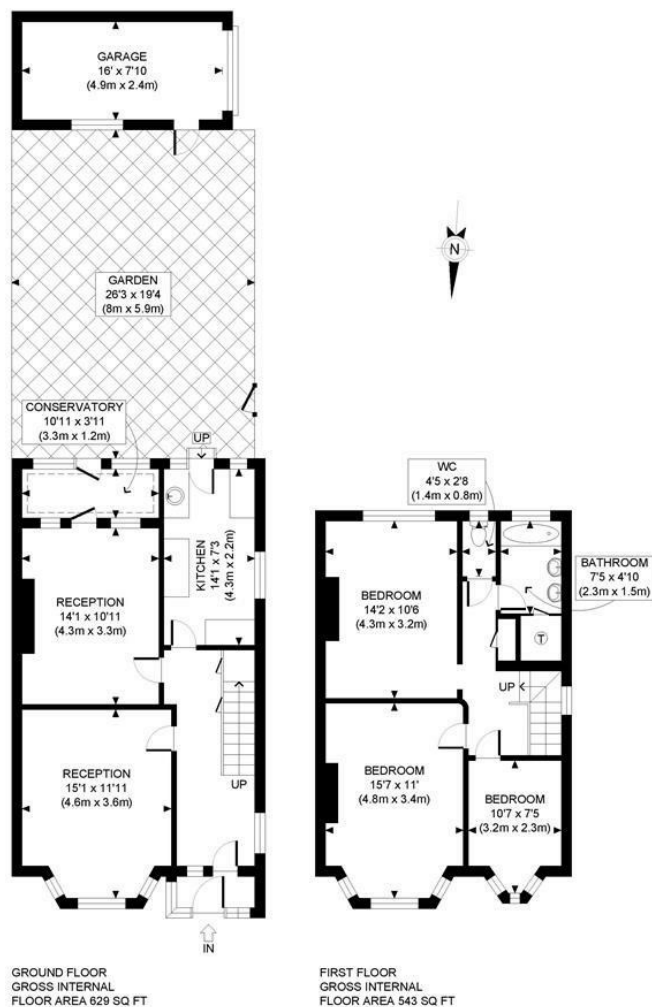 GARAGE
16' x 7'10
(4.9m x 2.4m)
N
GARDEN
26'3 x 19'4
(8m x 5.9m)
CONSERVATORY
10'11 x 3'11
(3.3m x 1.2m)
UP
KITCHEN
14'1 x 7'3
(4.3m x 2.2m)
RECEPTION
14'1 x 10'11
(4.3m x 3.3m)
UP
RECEPTION
15'1 x 11'11
(4.6m x 3.6m)
IN
GROUND FLOOR
GROSS INTERNAL
FLOOR AREA 629 SQ FT
WC
4'5 x 2'8
(1.4m x 0.8m)
BATHROOM
7'5 x 4'10
(2.3m x 1.5m)
BEDROOM
14'2 x 10'6
(4.3m x 3.2m)
T
UP
BEDROOM
15'7 x 11'
(4.8m x 3.4m)
BEDROOM
10'7 x 7'5
(3.2m x 2.3m)
FIRST FLOOR
GROSS INTERNAL
FLOOR AREA 543 SQ FT